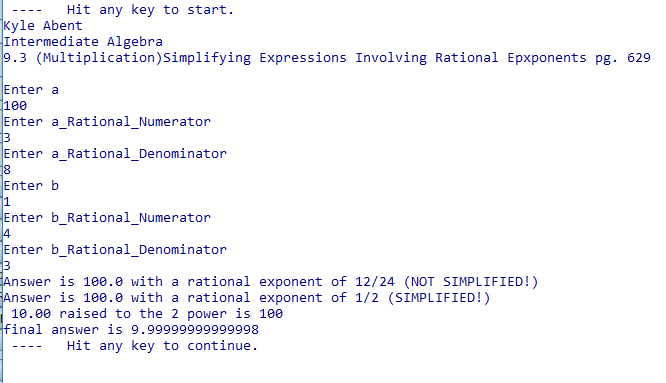 ---- Hit any key to start.
Kyle Abent
Intermediate Algebra
9.3 (Multiplication)Simplifying Expressions Involving Rational Epxponents pg. 629
Enter a
100
Enter a_Rational_Numerator
3
Enter a_Rational_Denominator
8
Enter b
1
Enter b_Rational_Numerator
4
Enter b_Rational_Denominator
3
Answer is 100.0 with a rational exponent of 12/24 (NOT SIMPLIFIED!)
Answer is 100.0 with a rational exponent of 1/2 (SIMPLIFIED!)
10.00 raised to the 2 power is 100
final answer is 9.99999999999998
---- Hit any key to continue.